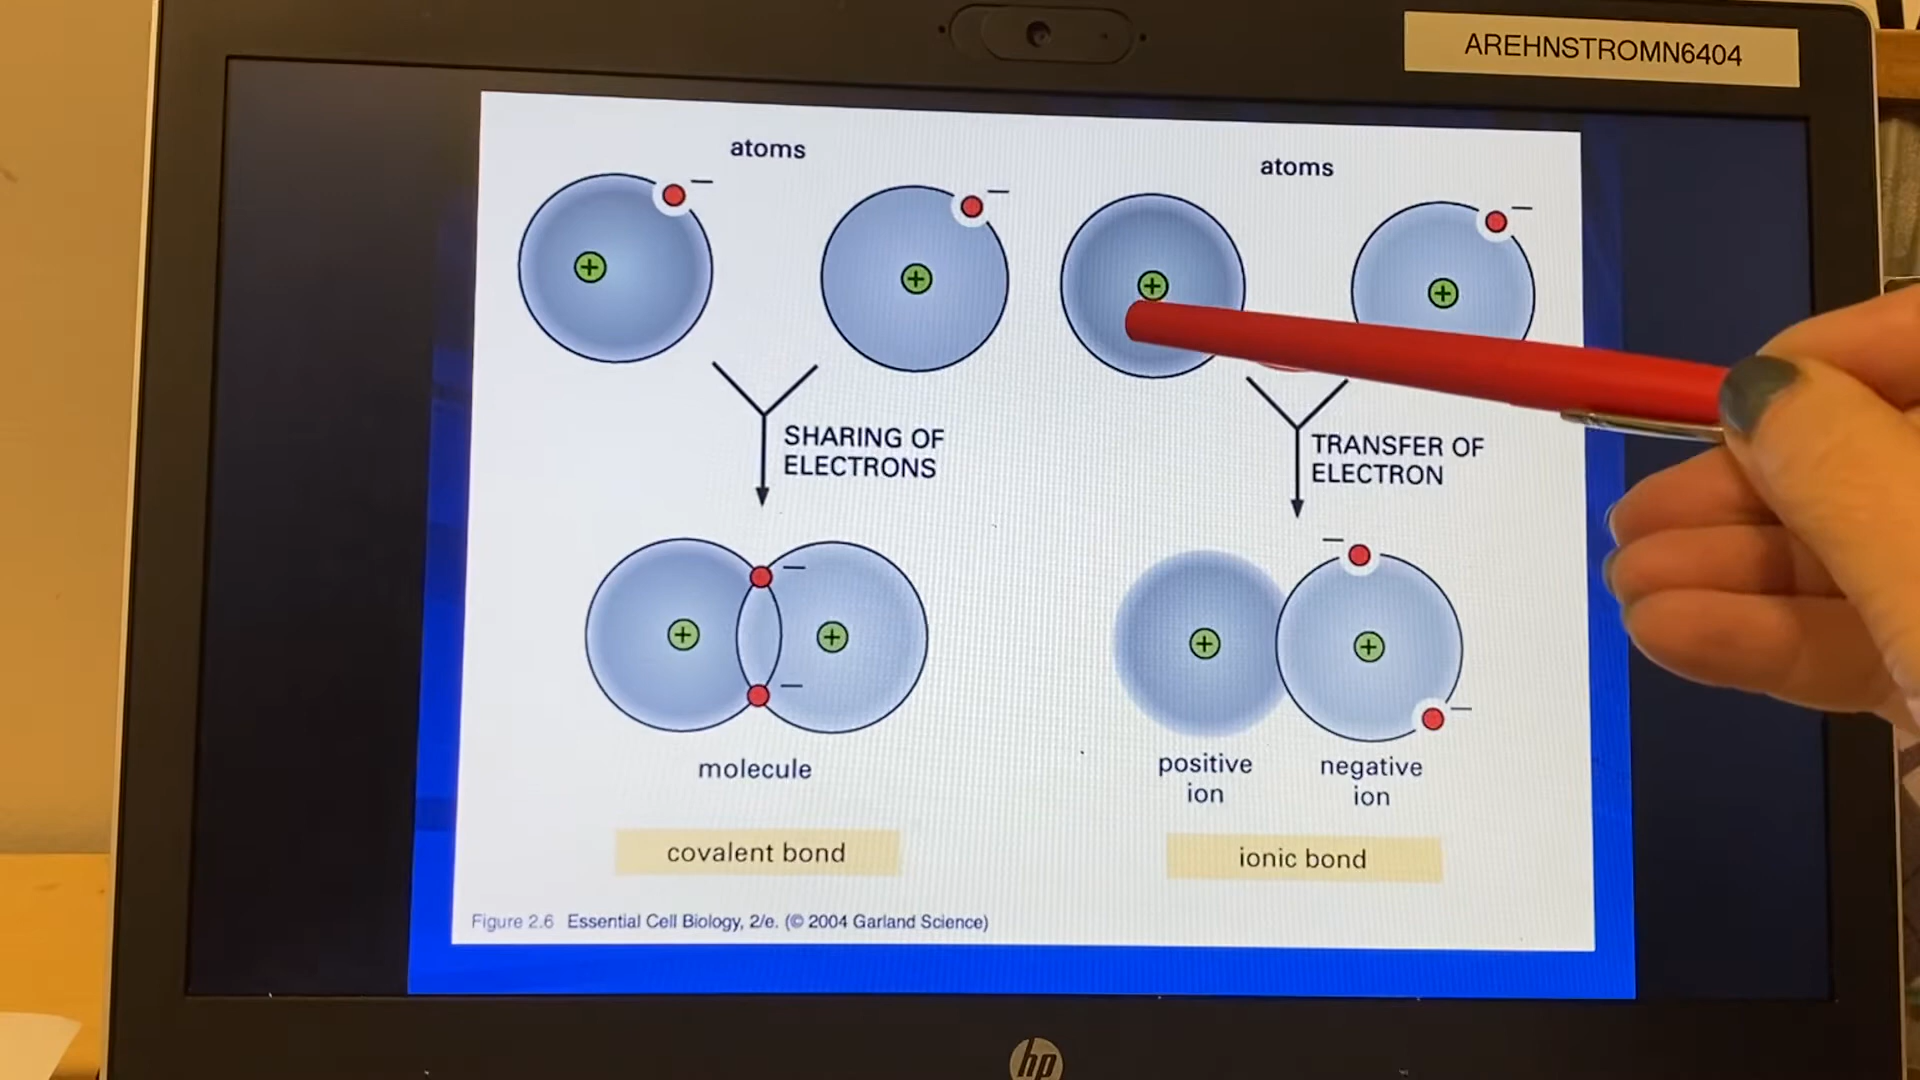 AREHNSTROMN6404
atoms
atoms
SHARING OF
ELECTRONS
TRANSFER OF
ELECTRON
molecule
positive
ion
negative
ion
covalent bond
ionic bond
Figure 2.6 Essential Cell Biology, 2/e. (© 2004 Garland Science)
hp